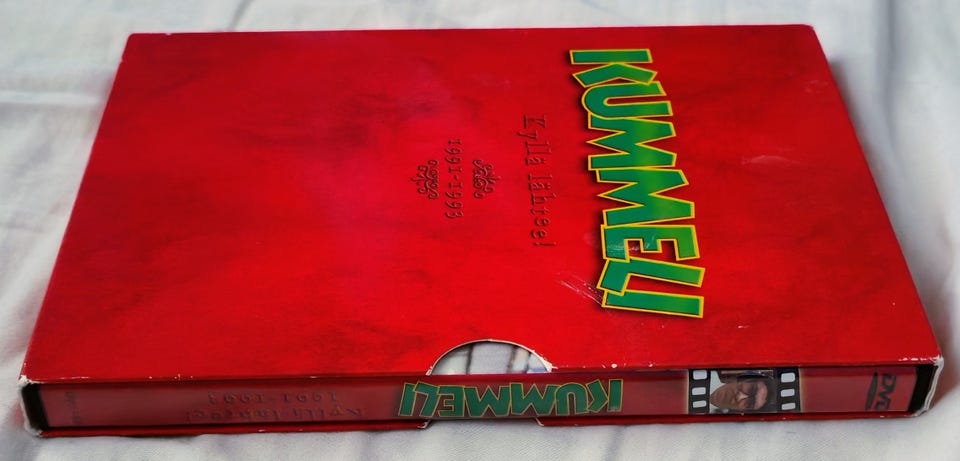 KUMMELI
Kyllä lähtee!
1991-1993
Kyllä lähtee!
1991-1993
KUMMELI
DVD